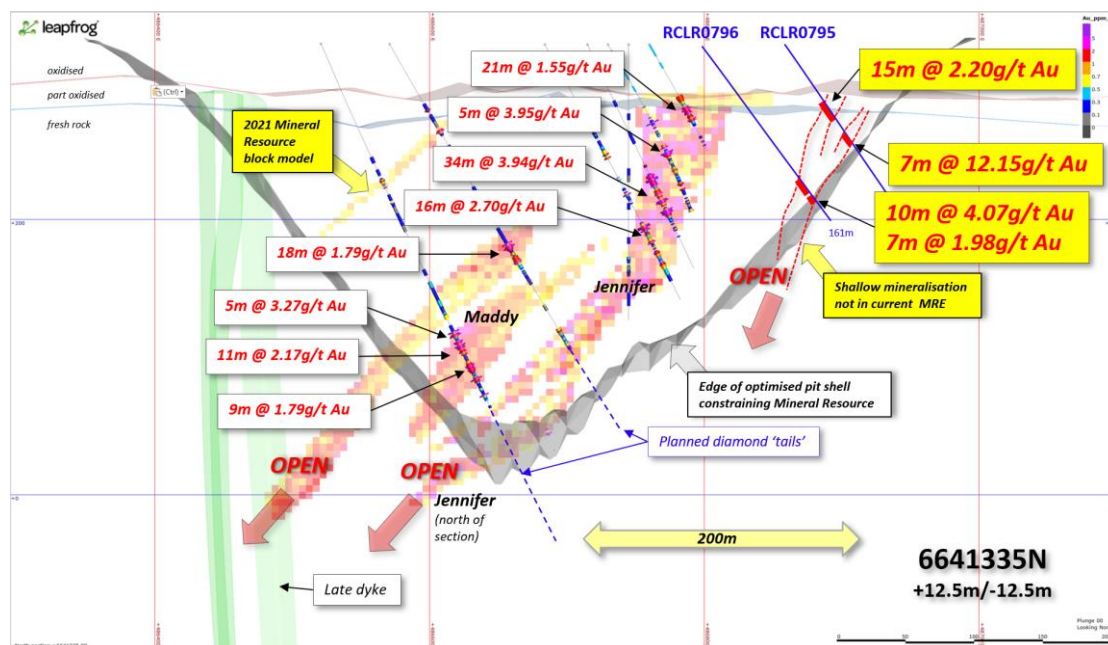 leapfrog
RCLR0796
RCLR0795
Au_ppm
5
2
1
0.7
0.5
0.3
0.1
0
oxidised
part oxidised
fresh rock
(Ctrl)
21m @ 1.55g/t Au
15m @ 2.20g/t Au
5m @ 3.95g/t Au
2021 Mineral
Resource
block model
34m @ 3.94g/t Au
7m @ 12.15g/t Au
16m @ 2.70g/t Au
10m @ 4.07g/t Au
7m @ 1.98g/t Au
+200
161m
18m @ 1.79g/t Au
OPEN
Jennifer
Shallow mineralisation
not in current MRE
5m @ 3.27g/t Au
Maddy
11m @ 2.17g/t Au
Edge of optimised pit shell
constraining Mineral Resource
9m @ 1.79g/t Au
Planned diamond ‘tails’
OPEN
OPEN
+0
Jennifer
(north of
section)
200m
6641335N
+12.5m/-12.5m
Late dyke
Plunge 00
0
50
100
150